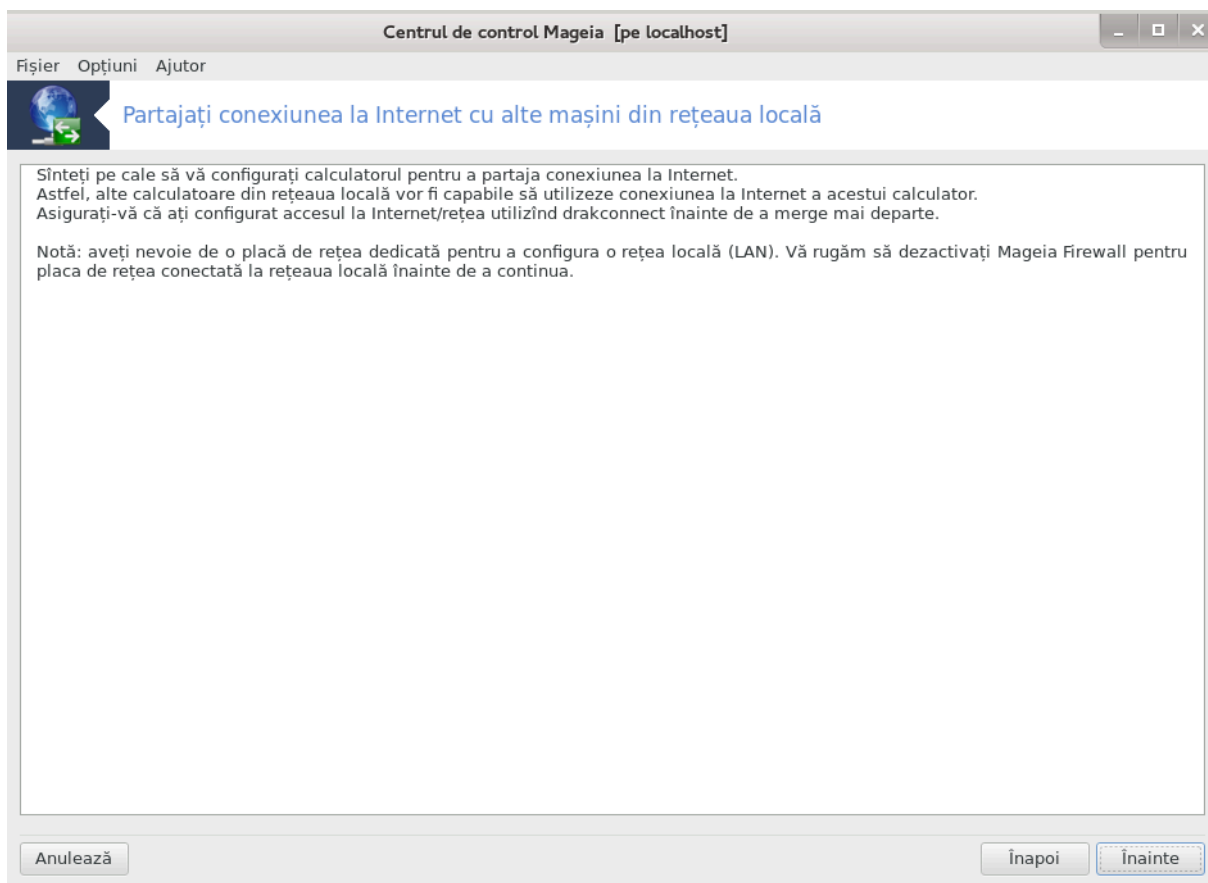 Centrul de control Mageia  [pe localhost]
Fișier   Opțiuni   Ajutor
Partajați conexiunea la Internet cu alte mașini din rețeaua locală
Sînteți pe cale să vă configurați calculatorul pentru a partaja conexiunea la Internet.
Astfel, alte calculatoare din rețeaua locală vor fi capabile să utilizeze conexiunea la Internet a acestui calculator.
Asigurați-vă că ați configurat accesul la Internet/rețea utilizînd drakconnect înainte de a merge mai departe.
Notă: aveți nevoie de o placă de rețea dedicată pentru a configura o rețea locală (LAN). Vă rugăm să dezactivați Mageia Firewall pentru
placa de rețea conectată la rețeaua locală înainte de a continua.
Anulează   Înapoi   Înainte